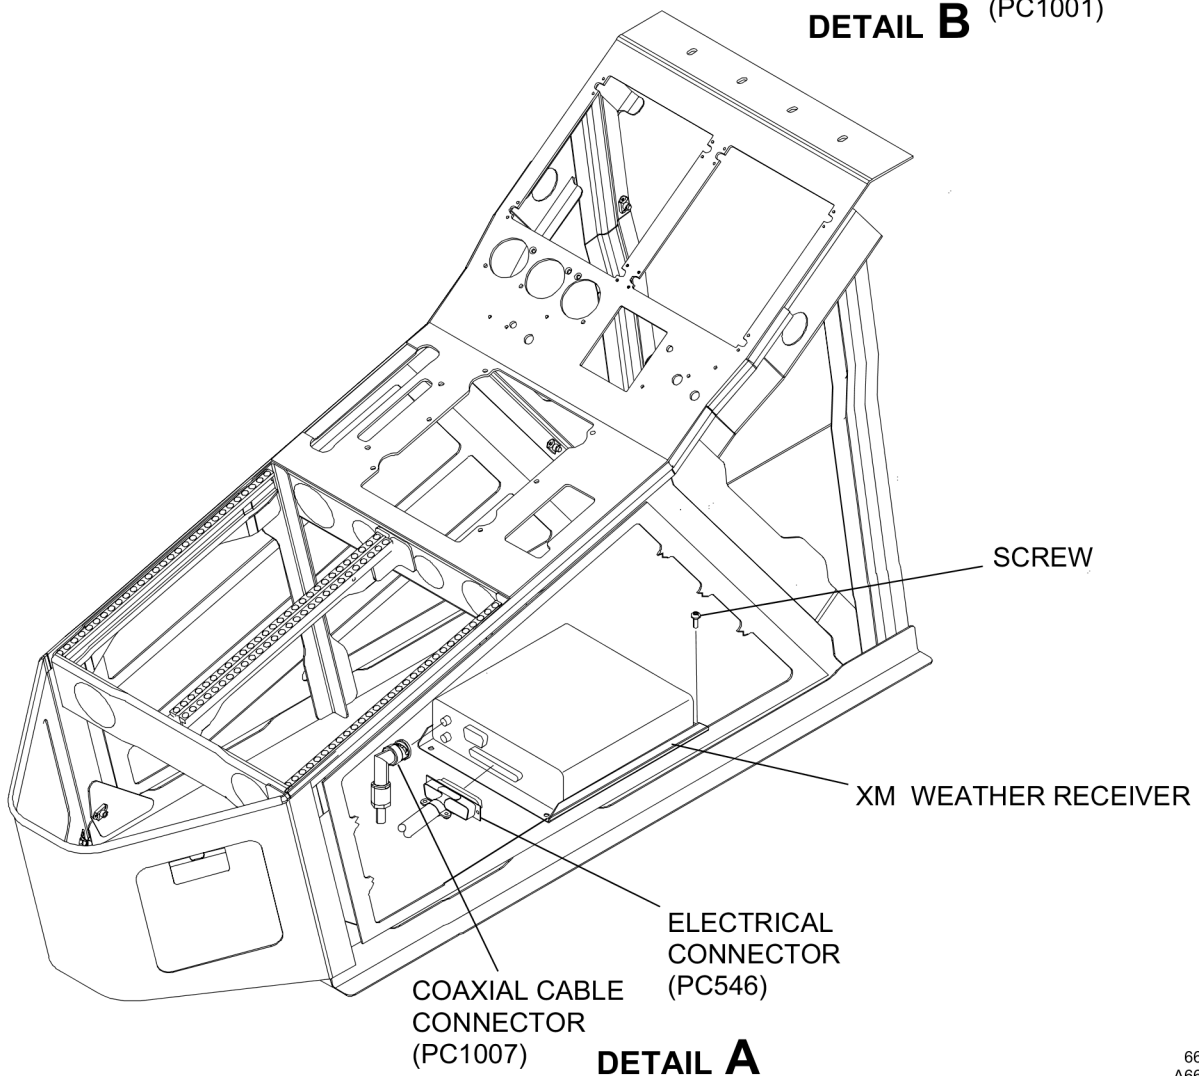 (PC1001)
DETAIL B
SCREW
XM WEATHER RECEIVER
ELECTRICAL
CONNECTOR
(PC546)
COAXIAL CABLE
CONNECTOR
(PC1007)
DETAIL A